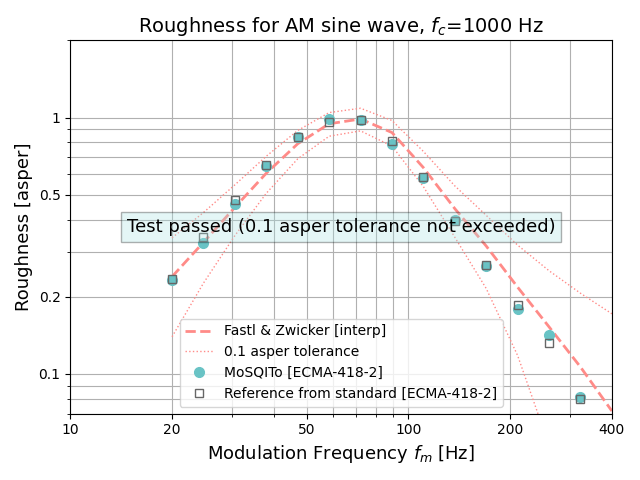 Roughness for AM sine wave, fc=1000 Hz
Roughness [asper]
1
0.5
0.2
0.1
Test passed (0.1 asper tolerance not exceeded)
Fastl & Zwicker [interp]
0.1 asper tolerance
MoSQITo [ECMA-418-2]
Reference from standard [ECMA-418-2]
10 20 50 100 200 400
Modulation Frequency fm [Hz]